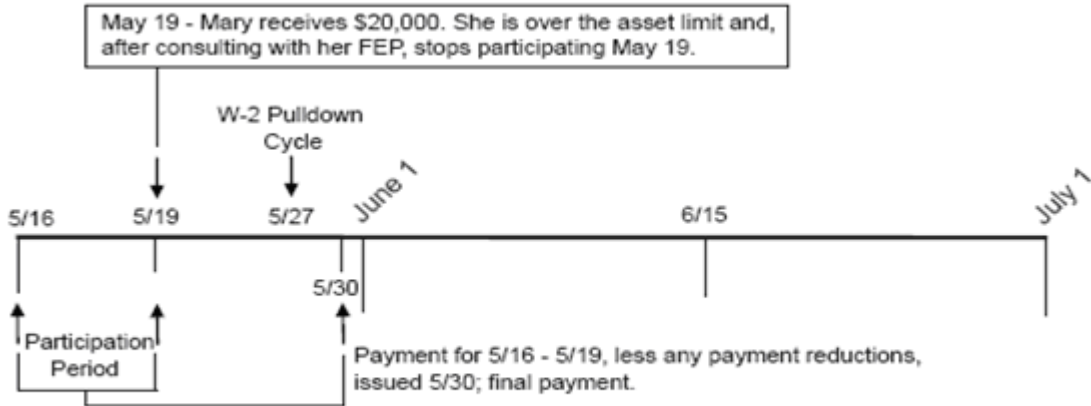 May 19 - Mary receives $20,000. She is over the asset limit and,
after consulting with her FEP, stops participating May 19.
W-2 Pulldown
Cycle
5/16
5/19
5/27
June 1
6/15
July 1
5/30
Participation
Period
Payment for 5/16 - 5/19, less any payment reductions,
issued 5/30; final payment.